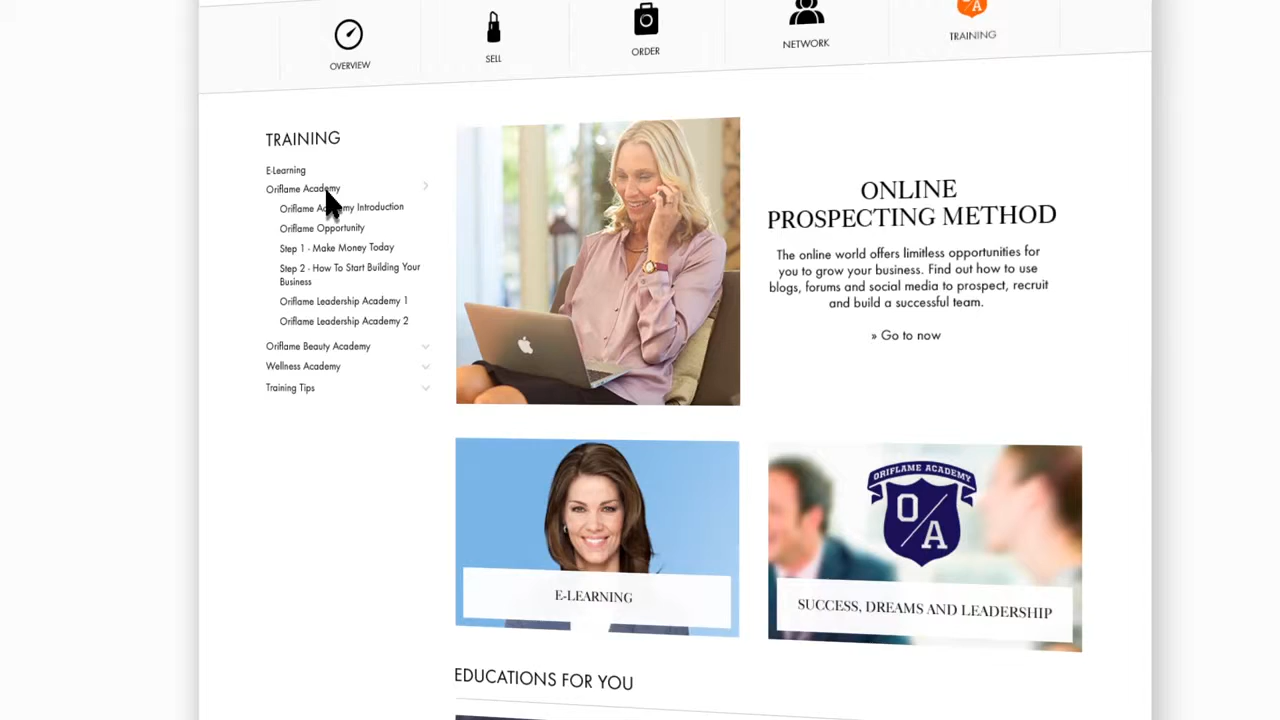 OVERVIEW
SELL
ORDER
NETWORK
TRAINING
TRAINING
E-Learning
Oriflame Academy
Oriflame Academy Introduction
Oriflame Opportunity
Step 1 - Make Money Today
Step 2 - How To Start Building Your
Business
Oriflame Leadership Academy 1
Oriflame Leadership Academy 2
Oriflame Beauty Academy
Wellness Academy
Training Tips
ONLINE
PROSPECTING METHOD
The online world offers limitless opportunities for
you to grow your business. Find out how to use
blogs, forums and social media to prospect, recruit
and build a successful team.
» Go to now
E-LEARNING
ORIFLAME ACADEMY
O/A
SUCCESS, DREAMS AND LEADERSHIP
EDUCATIONS FOR YOU